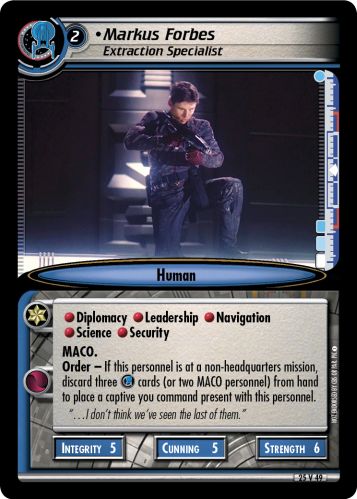 2
•Markus Forbes
Extraction Specialist
Human
Diplomacy Leadership Navigation
Science Security
MACO.
Order – If this personnel is at a non-headquarters mission,
discard three cards (or two MACO personnel) from hand
to place a captive you command present with this personnel.
"…I don't think we've seen the last of them."
INTEGRITY 5 CUNNING 5 STRENGTH 6
25 V 49